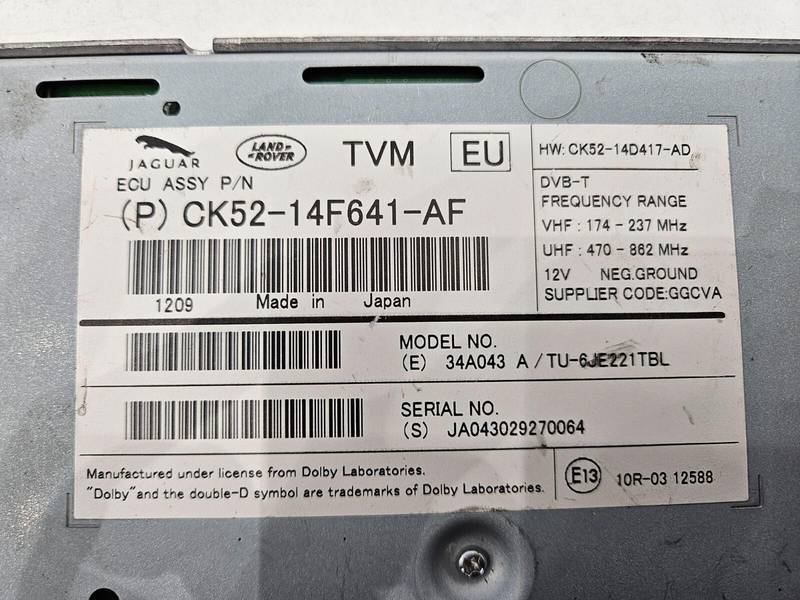 JAGUAR
LAND-
-ROVER
TVM
EU
HW: CK52-14D417-AD
ECU ASSY P/N
(P) CK52-14F641-AF
DVB-T
FREQUENCY RANGE
VHF : 174 - 237 MHz
UHF : 470 - 862 MHz
12V NEG.GROUND
SUPPLIER CODE:GGCVA
1209 Made in Japan
MODEL NO.
(E) 34A043 A / TU-6JE221TBL
SERIAL NO.
(S) JA043029270064
Manufactured under license from Dolby Laboratories.
"Dolby"and the double-D symbol are trademarks of Dolby Laboratories.
E13 10R-03 12588